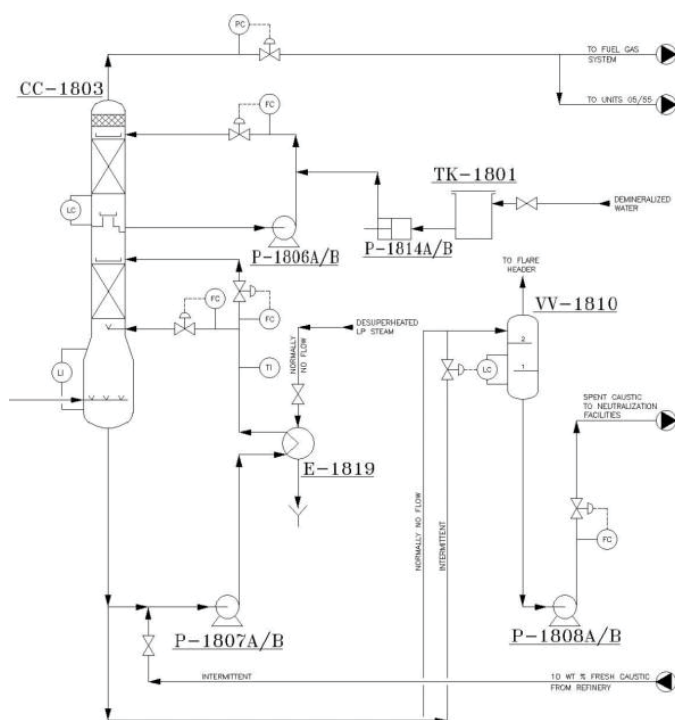 PC
TO FUEL GAS
SYSTEM
CC-1803
TO UNITS 05/55
FC
TK-1801
LC
DEMINERALIZED
WATER
P-1806A/B
P-1814A/B
TO FLARE
HEADER
VV-1810
FC
FC
DESUPERHEATED
LP STEAM
NORMALLY
NO FLOW
2
LI
TI
LC
1
SPENT CAUSTIC
TO NEUTRALIZATION
FACILITIES
E-1819
NORMALLY NO FLOW
INTERMITTENT
FC
P-1807A/B
P-1808A/B
INTERMITTENT
10 WT % FRESH CAUSTIC
FROM REFINERY